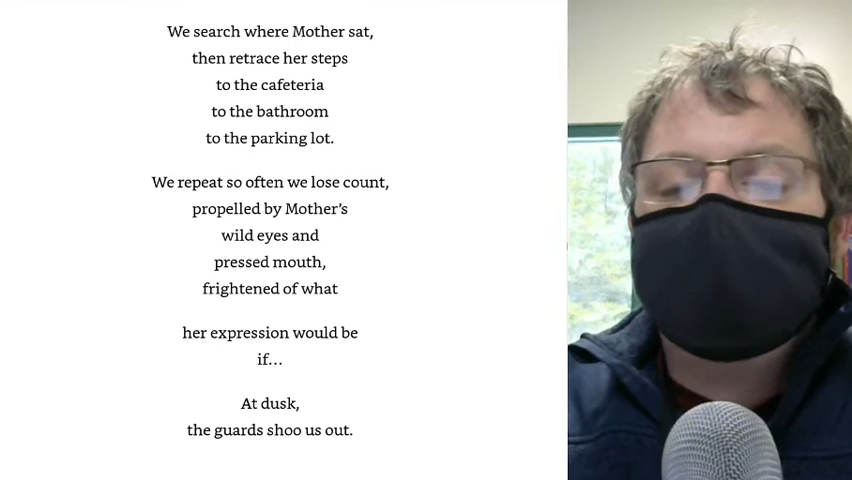 We search where Mother sat,
then retrace her steps
to the cafeteria
to the bathroom
to the parking lot.
We repeat so often we lose count,
propelled by Mother’s
wild eyes and
pressed mouth,
frightened of what
her expression would be
if…
At dusk,
the guards shoo us out.